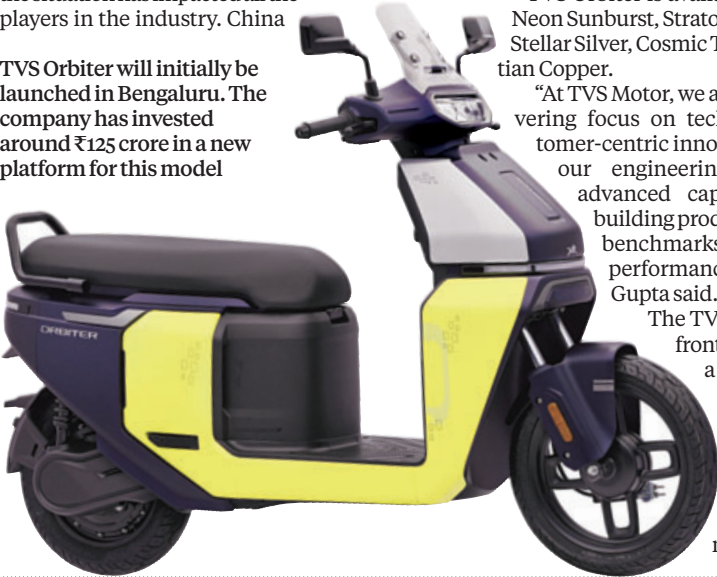 players in the industry. China
TVS Orbiter will initially be
launched in Bengaluru. The
company has invested
around ₹125 crore in a new
platform for this model
Neon Sunburst, Strato
Stellar Silver, Cosmic T
tian Copper.
“At TVS Motor, we a
vering focus on tec
tomer-centric inno
our engineerin
advanced cap
building prod
benchmarks
performanc
Gupta said.
The TV
front
a
ORBITER